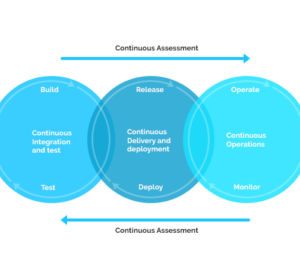 Continuous Assessment
Build
Release
Operate
Continuous
Integration
and test
Continuous
Delivery and
deployment
Continuous
Operations
Test
Deploy
Monitor
Continuous Assessment